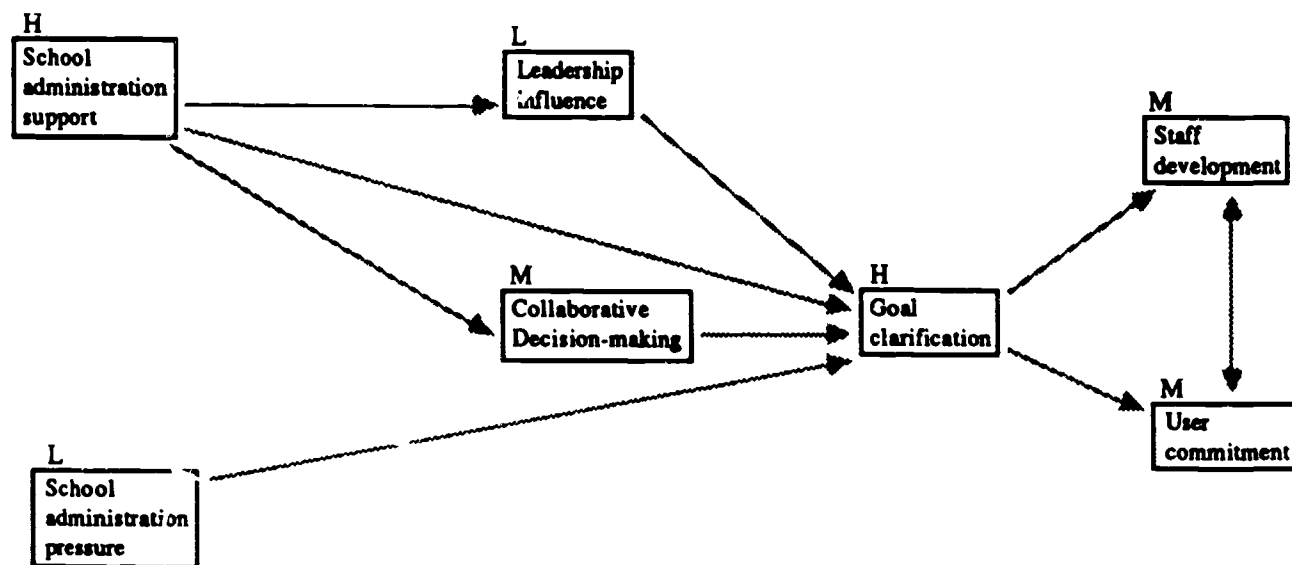 H
School
administration
support
L
Leadership
influence
M
Staff
development
M
Collaborative
Decision-making
H
Goal
clarification
M
User
commitment
L
School
administration
pressure